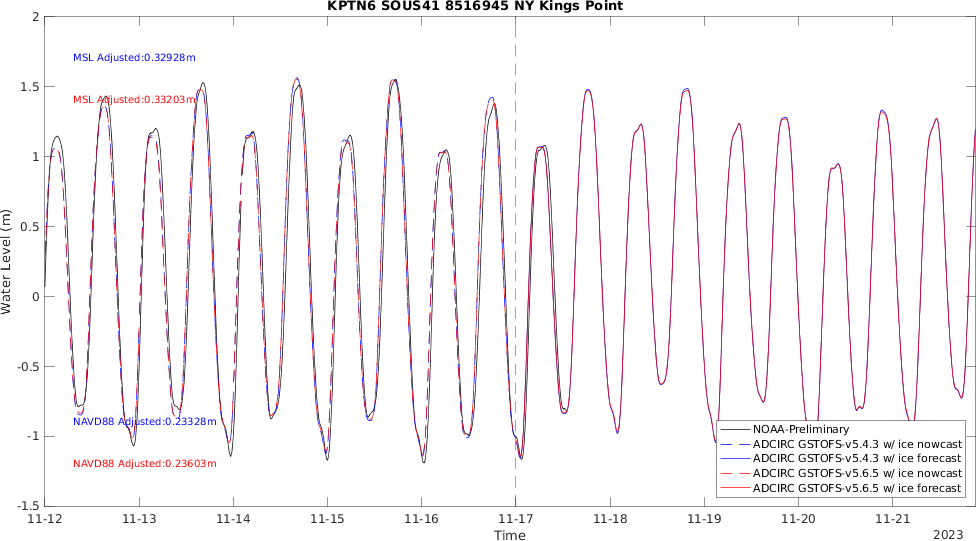 KPTN6 SOUS41 8516945 NY Kings Point
2
1.5
1
0.5
0
-0.5
-1
-1.5
Water Level (m)
MSL Adjusted:0.32928m
MSL Adjusted:0.33203m
NAVD88 Adjusted:0.23328m
NAVD88 Adjusted:0.23603m
NOAA-Preliminary
ADCIRC GSTOFS-v5.4.3 w/ ice nowcast
ADCIRC GSTOFS-v5.4.3 w/ ice forecast
ADCIRC GSTOFS-v5.6.5 w/ ice nowcast
ADCIRC GSTOFS-v5.6.5 w/ ice forecast
11-12 11-13 11-14 11-15 11-16 11-17 11-18 11-19 11-20 11-21
Time
2023